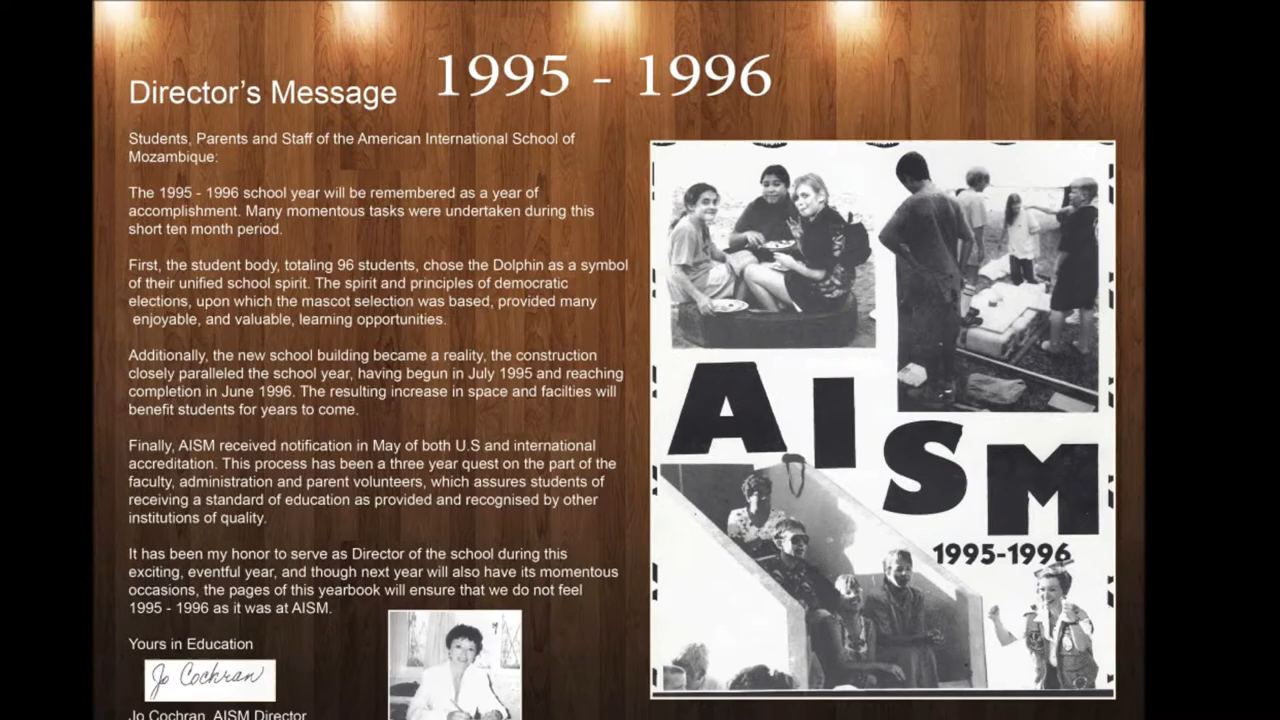 1995 - 1996
Director's Message
Students, Parents and Staff of the American International School of
Mozambique:
The 1995 - 1996 school year will be remembered as a year of
accomplishment. Many momentous tasks were undertaken during this
short ten month period.
First, the student body, totaling 96 students, chose the Dolphin as a symbol
of their unified school spirit. The spirit and principles of democratic
elections, upon which the mascot selection was based, provided many
enjoyable, and valuable, learning opportunities.
Additionally, the new school building became a reality, the construction
closely paralleled the school year, having begun in July 1995 and reaching
completion in June 1996. The resulting increase in space and facilties will
benefit students for years to come.
Finally, AISM received notification in May of both U.S and international
accreditation. This process has been a three year quest on the part of the
faculty, administration and parent volunteers, which assures students of
receiving a standard of education as provided and recognised by other
institutions of quality.
It has been my honor to serve as Director of the school during this
exciting, eventful year, and though next year will also have its momentous
occasions, the pages of this yearbook will ensure that we do not feel
1995 - 1996 as it was at AISM.
Yours in Education
Jo Cochran
Jo Cochran, AISM Director
AISM
1995-1996